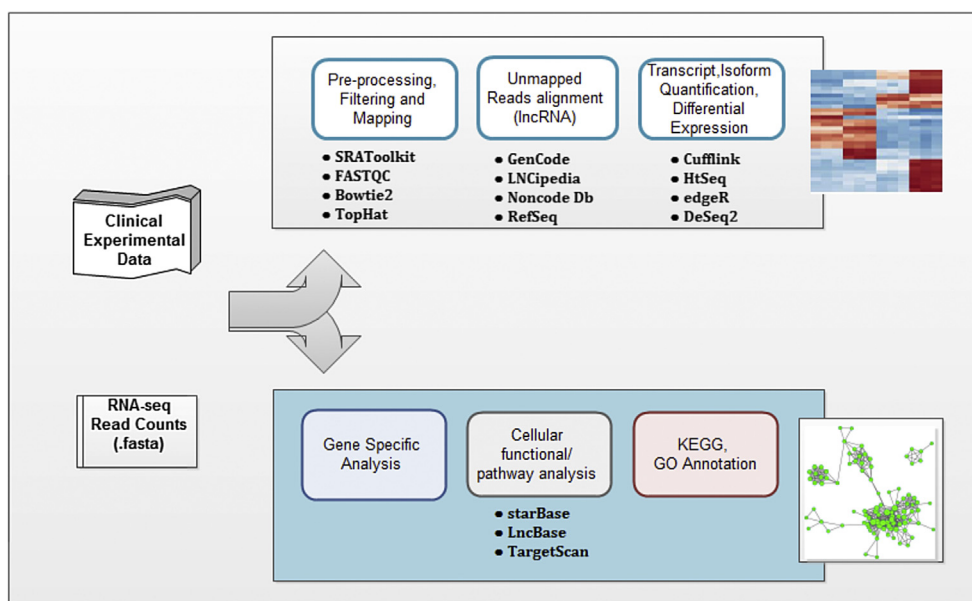 Pre-processing,
Filtering and
Mapping
• SRAToolkit
• FASTQC
• Bowtie2
• TopHat
Unmapped
Reads alignment
(lncRNA)
• GenCode
• LNCipedia
• Noncode Db
• RefSeq
Transcript,Isoform
Quantification,
Differential
Expression
• Cufflink
• HtSeq
• edgeR
• DeSeq2
Clinical
Experimental
Data
RNA-seq
Read Counts
(.fasta)
Gene Specific
Analysis
Cellular
functional/
pathway analysis
• starBase
• LncBase
• TargetScan
KEGG,
GO Annotation